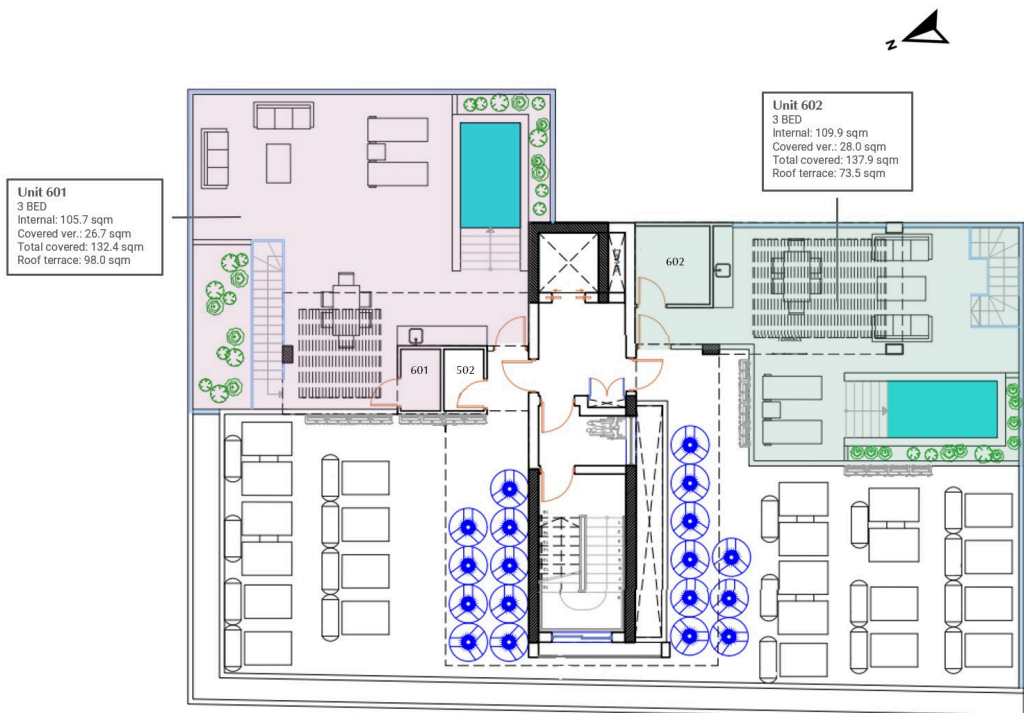 N
Unit 602
3 BED
Internal: 109.9 sqm
Covered ver.: 28.0 sqm
Total covered: 137.9 sqm
Roof terrace: 73.5 sqm
Unit 601
3 BED
Internal: 105.7 sqm
Covered ver.: 26.7 sqm
Total covered: 132.4 sqm
Roof terrace: 98.0 sqm
602
TERRACE
601
502